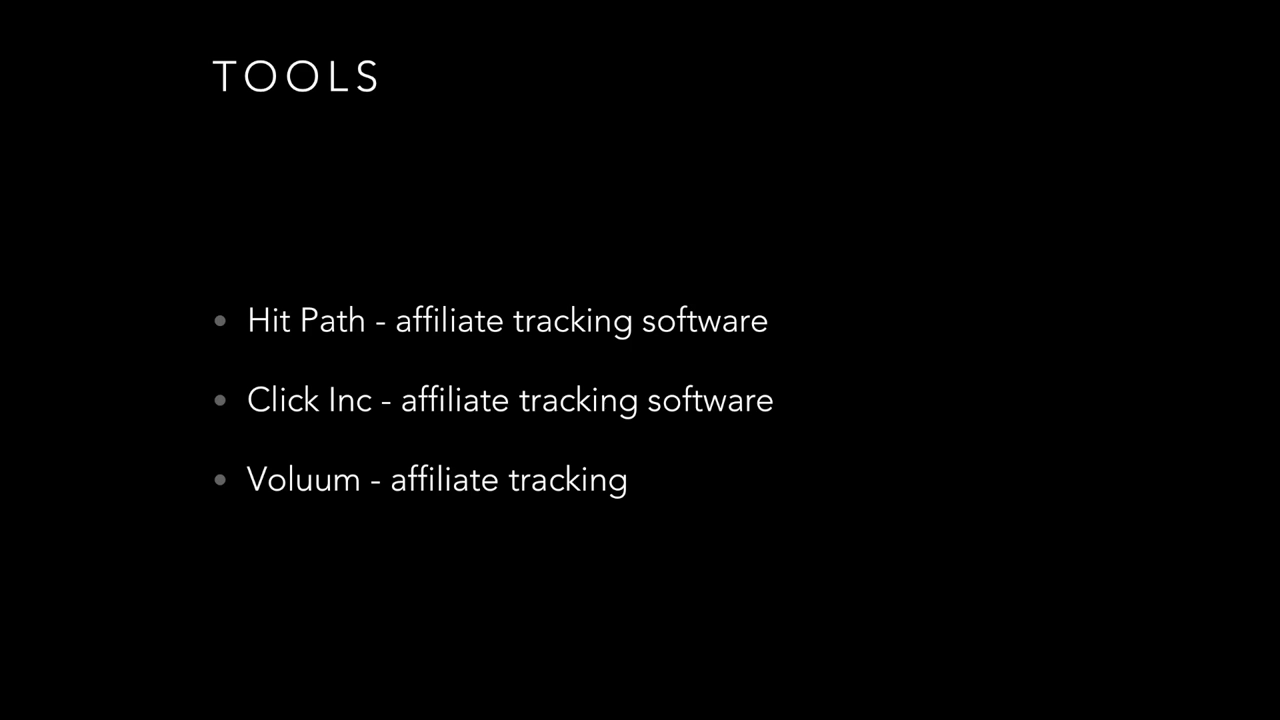 TOOLS
• Hit Path - affiliate tracking software
• Click Inc - affiliate tracking software
• Voluum - affiliate tracking